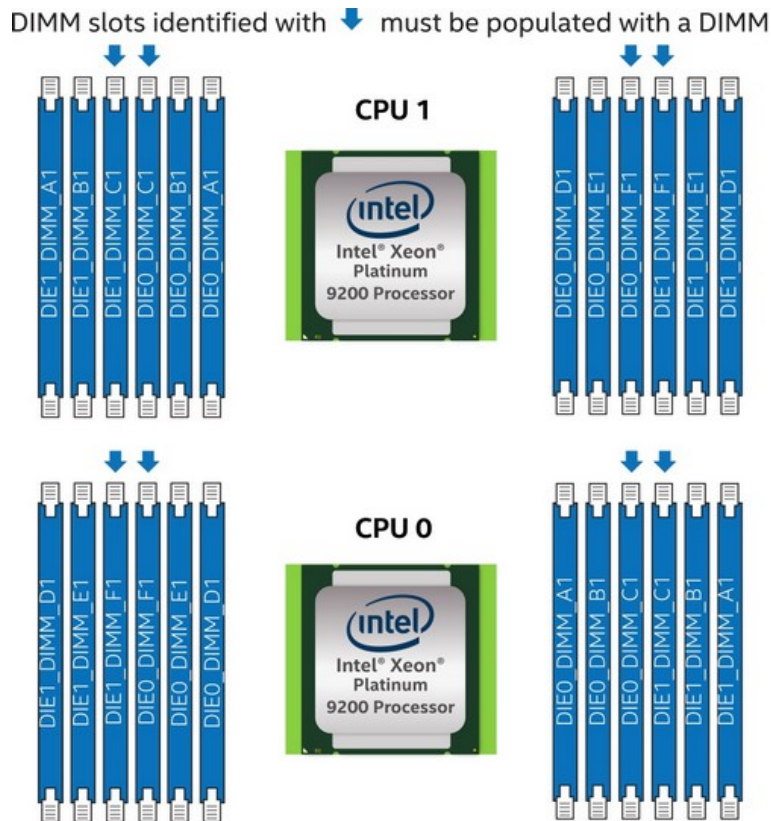 DIMM slots identified with must be populated with a DIMM
DIE1_DIMM_A1
DIE1_DIMM_B1
DIE1_DIMM_C1
DIE0_DIMM_C1
DIE0_DIMM_B1
DIE0_DIMM_A1
CPU 1
intel
Intel® Xeon®
Platinum
9200 Processor
DIE0_DIMM_D1
DIE0_DIMM_E1
DIE0_DIMM_F1
DIE1_DIMM_F1
DIE1_DIMM_E1
DIE1_DIMM_D1
DIE1_DIMM_D1
DIE1_DIMM_E1
DIE1_DIMM_F1
DIE0_DIMM_F1
DIE0_DIMM_E1
DIE0_DIMM_D1
CPU 0
intel
Intel® Xeon®
Platinum
9200 Processor
DIE0_DIMM_A1
DIE0_DIMM_B1
DIE0_DIMM_C1
DIE1_DIMM_C1
DIE1_DIMM_B1
DIE1_DIMM_A1